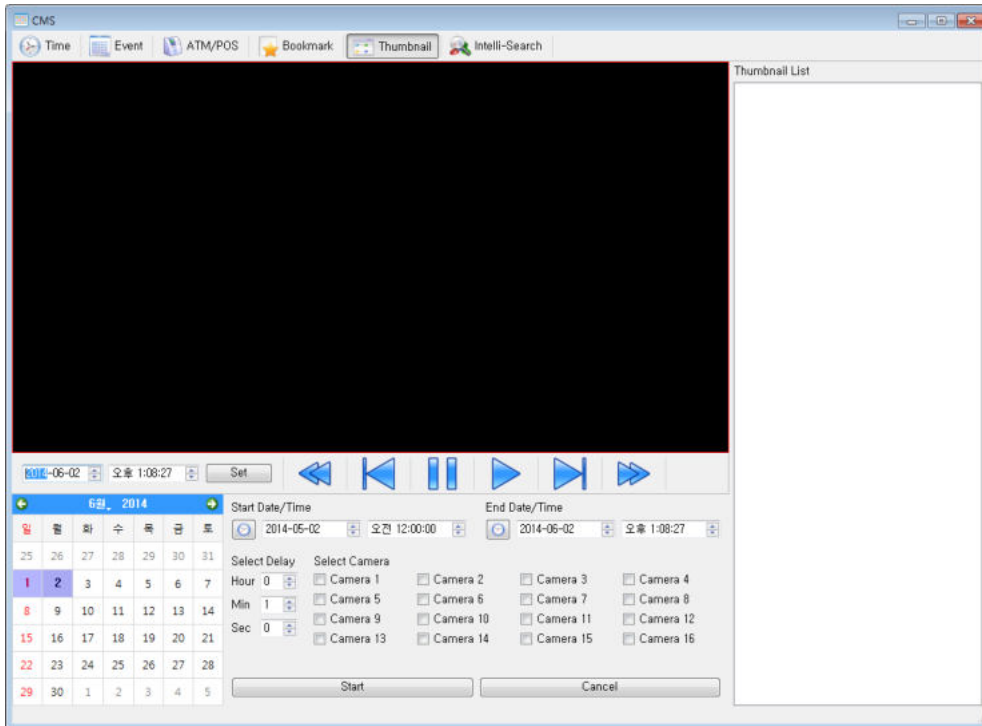 CMS
Time Event ATM/POS Bookmark Thumbnail Intelli-Search
Thumbnail List
2014-06-02 오후 1:08:27 Set
6월, 2014
일 월 화 수 목 금 토
25 26 27 28 29 30 31
1 2 3 4 5 6 7
8 9 10 11 12 13 14
15 16 17 18 19 20 21
22 23 24 25 26 27 28
29 30 1 2 3 4 5
Start Date/Time End Date/Time
2014-05-02 오전 12:00:00 2014-06-02 오후 1:08:27
Select Delay Select Camera
Hour 0 Camera 1 Camera 2 Camera 3 Camera 4
Min 1 Camera 5 Camera 6 Camera 7 Camera 8
Sec 0 Camera 9 Camera 10 Camera 11 Camera 12
Camera 13 Camera 14 Camera 15 Camera 16
Start Cancel